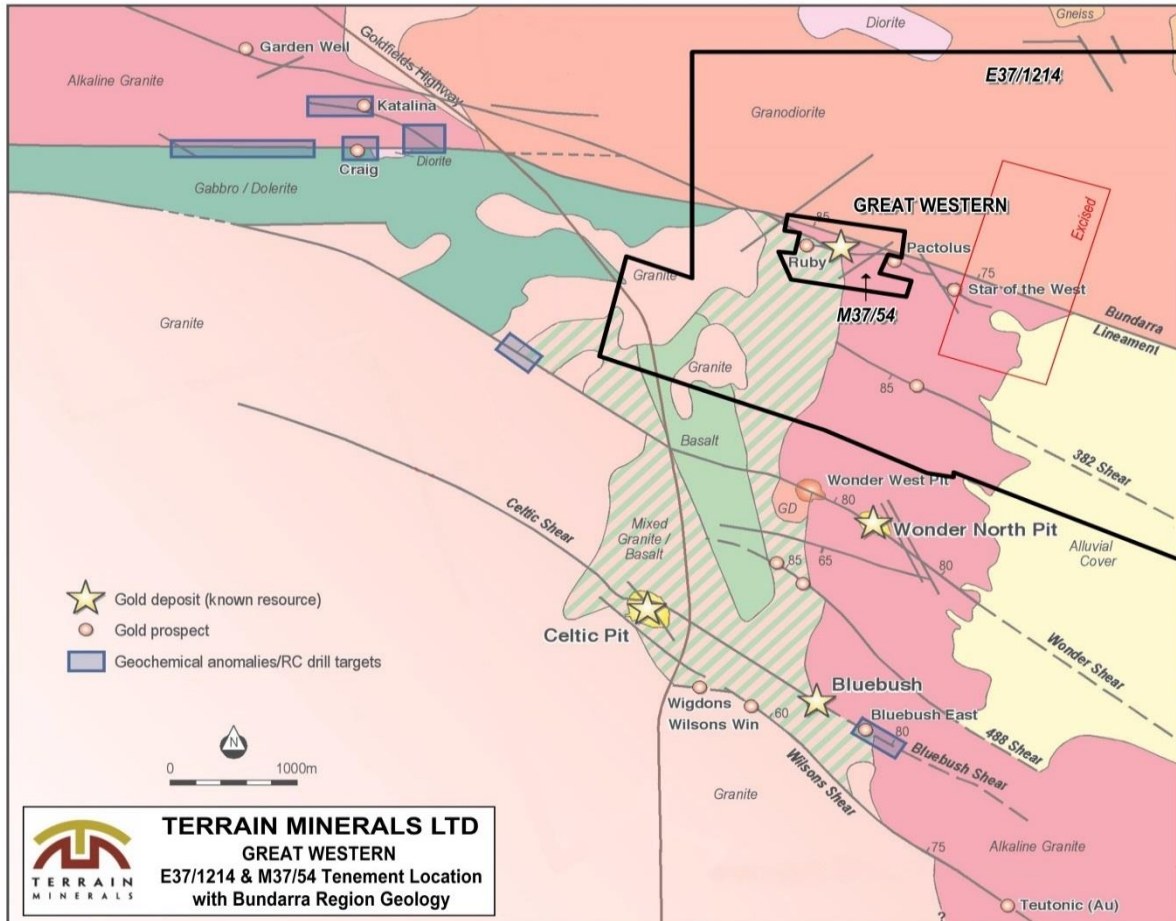 Diorite
Gneiss
Garden Well
Goldfields Highway
E37/1214
Alkaline Granite
Katalina
Granodiorite
Craig
Diorite
Gabbro / Dolerite
Excised
85
GREAT WESTERN
Ruby
Pactolus
75
Star of the West
Granite
M37/54
Bundarra
Lineament
Granite
Granite
85
Basalt
382 Shear
Wonder West Pit
80
GD
Wonder North Pit
Celtic Shear
Mixed
Granite /
Basalt
85
65
80
Alluvial
Cover
Gold deposit (known resource)
Gold prospect
Geochemical anomalies/RC drill targets
Celtic Pit
Wonder Shear
Bluebush
Wigdons
Wilsons Win
60
Bluebush East
80
488 Shear
Bluebush Shear
N
0 1000m
Wilsons Shear
Granite
75
Alkaline Granite
Teutonic (Au)
?
TERRAIN
MINERALS
TERRAIN MINERALS LTD
GREAT WESTERN
E37/1214 & M37/54 Tenement Location
with Bundarra Region Geology